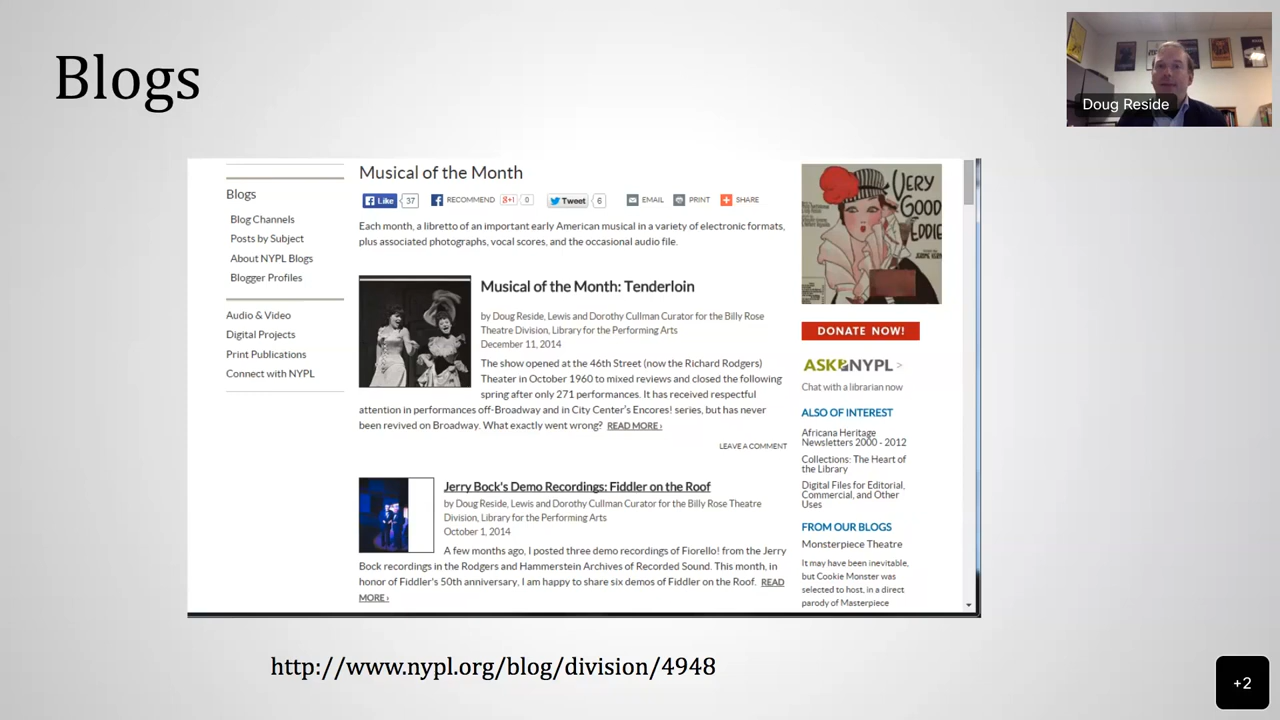 Blogs
Doug Reside
Blogs
Blog Channels
Posts by Subject
About NYPL Blogs
Blogger Profiles
Audio & Video
Digital Projects
Print Publications
Connect with NYPL
Musical of the Month
Like 37 RECOMMEND g+1 0 Tweet 6 EMAIL PRINT SHARE
Each month, a libretto of an important early American musical in a variety of electronic formats,
plus associated photographs, vocal scores, and the occasional audio file.
Musical of the Month: Tenderloin
by Doug Reside, Lewis and Dorothy Cullman Curator for the Billy Rose
Theatre Division, Library for the Performing Arts
December 11, 2014
The show opened at the 46th Street (now the Richard Rodgers)
Theater in October 1960 to mixed reviews and closed the following
spring after only 271 performances. It has received respectful
attention in performances off-Broadway and in City Center's Encores! series, but has never
been revived on Broadway. What exactly went wrong? READ MORE ›
LEAVE A COMMENT
Jerry Bock's Demo Recordings: Fiddler on the Roof
by Doug Reside, Lewis and Dorothy Cullman Curator for the Billy Rose Theatre
Division, Library for the Performing Arts
October 1, 2014
A few months ago, I posted three demo recordings of Fiorello! from the Jerry
Bock recordings in the Rodgers and Hammerstein Archives of Recorded Sound. This month, in
honor of Fiddler's 50th anniversary, I am happy to share six demos of Fiddler on the Roof. READ
MORE ›
VERY
GOOD
EDDIE
DONATE NOW!
ASK NYPL >
Chat with a librarian now
ALSO OF INTEREST
Africana Heritage
Newsletters 2000 - 2012
Collections: The Heart of
the Library
Digital Files for Editorial,
Commercial, and Other
Uses
FROM OUR BLOGS
Monsterpiece Theatre
It may have been inevitable,
but Cookie Monster was
selected to host, in a direct
parody of Masterpiece
http://www.nypl.org/blog/division/4948
+2